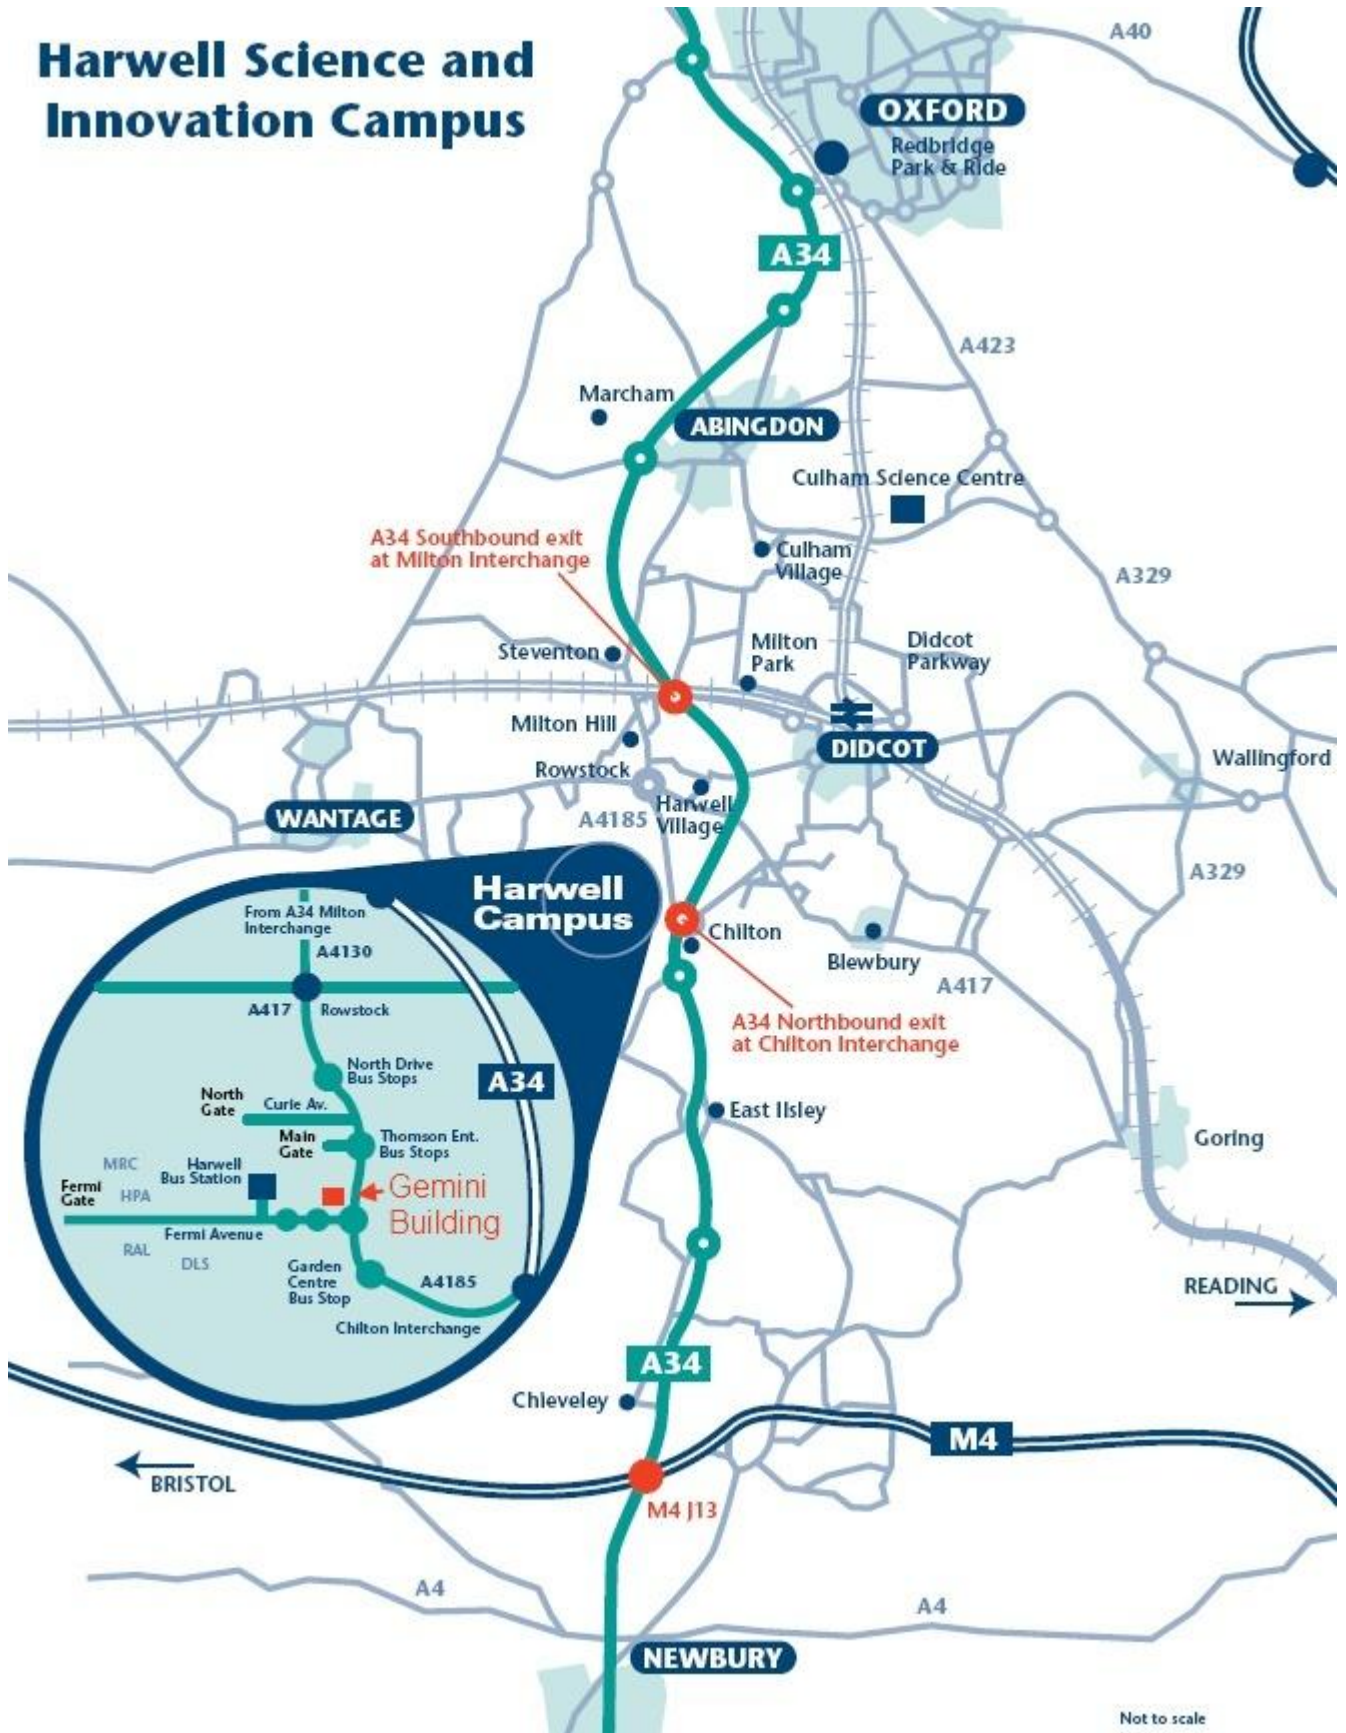 Harwell Science and
Innovation Campus
A40
OXFORD
Redbridge
Park & Ride
A34
A423
Marcham
ABINGDON
Culham Science Centre
A34 Southbound exit
at Milton Interchange
Culham
Village
A329
Steventon
Milton
Park
Didcot
Parkway
Milton Hill
DIDCOT
Wallingford
Rowstock
Harwell
Village
A4185
WANTAGE
A329
Harwell
Campus
Chilton
Blewbury
A417
A34 Northbound exit
at Chilton Interchange
From A34 Milton
Interchange
A4130
A417
Rowstock
North Drive
Bus Stops
A34
North
Gate
Curie Av.
Main
Gate
Thomson Ent.
Bus Stops
MRC
Harwell
Bus Station
Fermi
Gate
HPA
Gemini
Building
Fermi Avenue
RAL
DLS
Garden
Centre
Bus Stop
A4185
Chilton Interchange
East Ilsley
Goring
READING
A34
Chieveley
M4
BRISTOL
M4 J13
A4
A4
NEWBURY
Not to scale